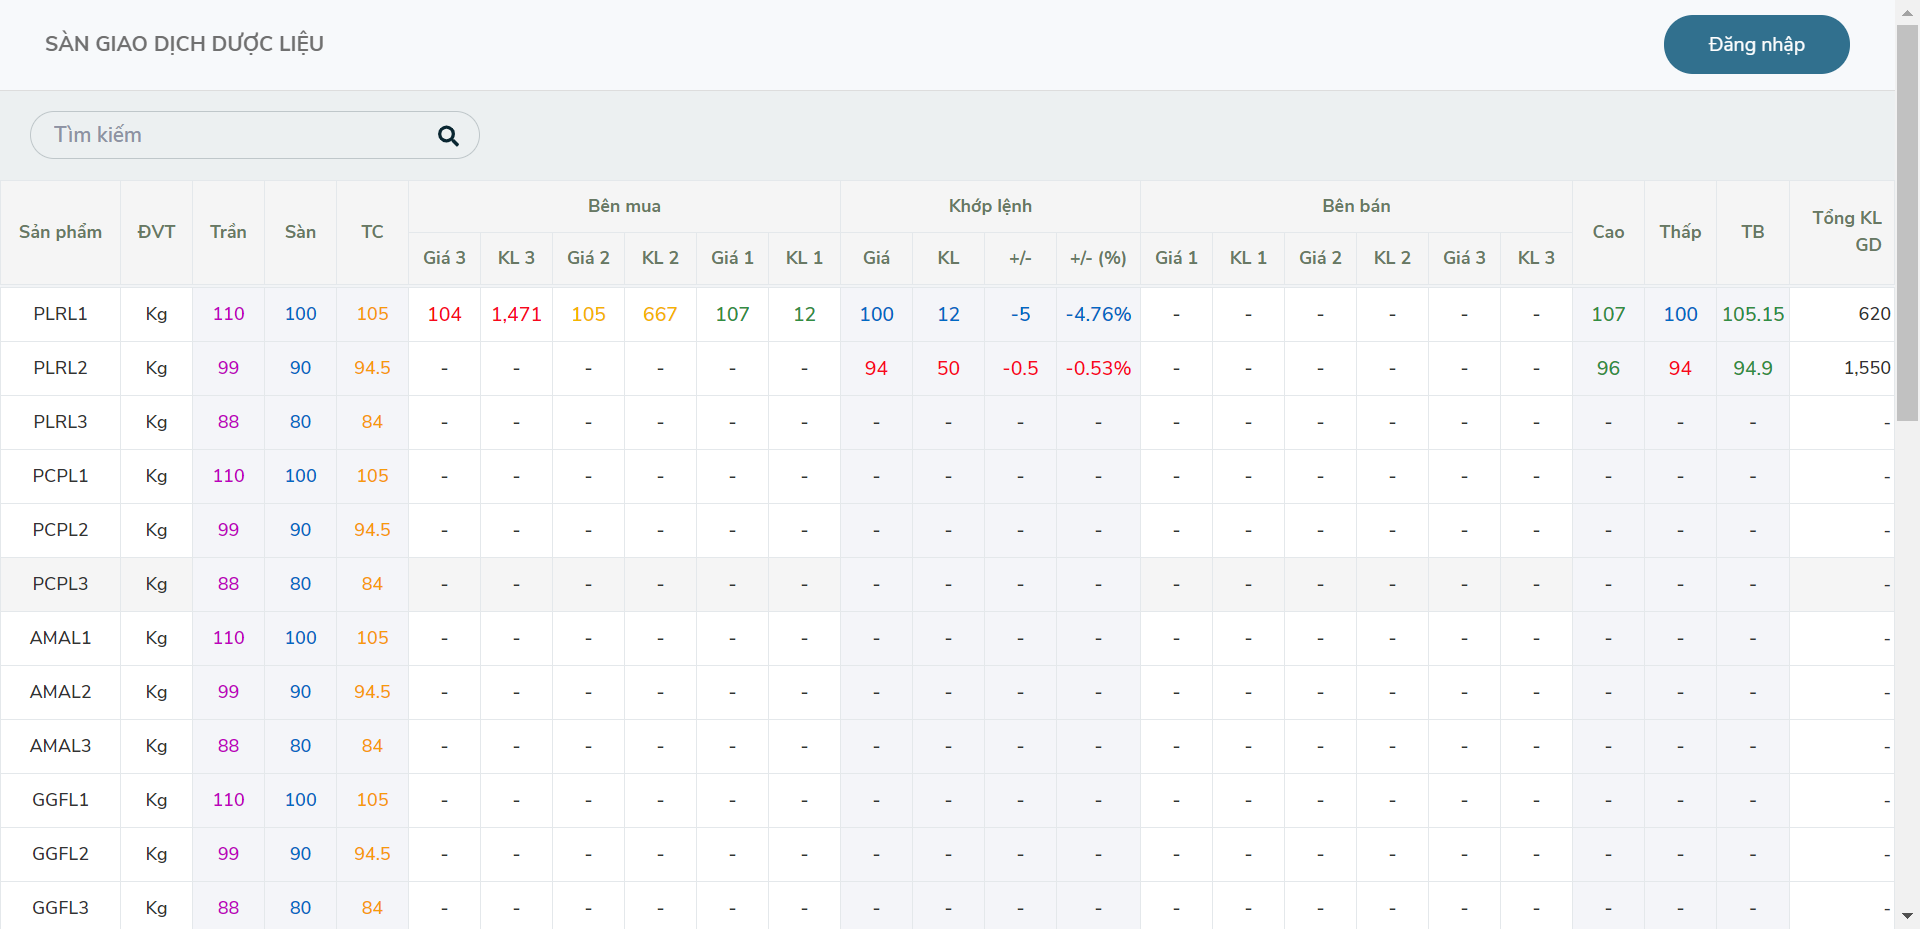 SÀN GIAO DỊCH DƯỢC LIỆU
Đăng nhập
Tìm kiếm
Sản phẩm ĐVT Trần Sàn TC Bên mua Khớp lệnh Bên bán Cao Thấp TB Tổng KL GD
Giá 3 KL 3 Giá 2 KL 2 Giá 1 KL 1 Giá KL +/- +/- (%) Giá 1 KL 1 Giá 2 KL 2 Giá 3 KL 3
PLRL1 Kg 110 100 105 104 1,471 105 667 107 12 100 12 -5 -4.76% - - - - - - 107 100 105.15 620
PLRL2 Kg 99 90 94.5 - - - - - - 94 50 -0.5 -0.53% - - - - - - 96 94 94.9 1,550
PLRL3 Kg 88 80 84 - - - - - - - - - - - - - - - - - - - -
PCPL1 Kg 110 100 105 - - - - - - - - - - - - - - - - - - - -
PCPL2 Kg 99 90 94.5 - - - - - - - - - - - - - - - - - - - -
PCPL3 Kg 88 80 84 - - - - - - - - - - - - - - - - - - - -
AMAL1 Kg 110 100 105 - - - - - - - - - - - - - - - - - - - -
AMAL2 Kg 99 90 94.5 - - - - - - - - - - - - - - - - - - - -
AMAL3 Kg 88 80 84 - - - - - - - - - - - - - - - - - - - -
GGFL1 Kg 110 100 105 - - - - - - - - - - - - - - - - - - - -
GGFL2 Kg 99 90 94.5 - - - - - - - - - - - - - - - - - - - -
GGFL3 Kg 88 80 84 - - - - - - - - - - - - - - - - - - - -